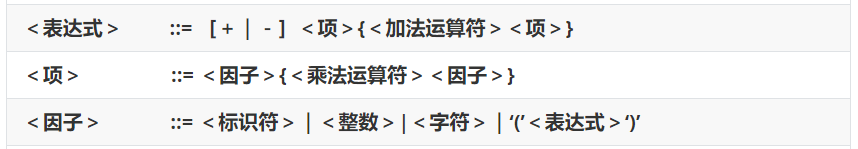 ＜表达式＞ ::= [＋｜－] ＜项＞{＜加法运算符＞ ＜项＞}
＜项＞ ::= ＜因子＞{＜乘法运算符＞ ＜因子＞}
＜因子＞ ::= ＜标识符＞｜＜整数＞|＜字符＞｜‘(’＜表达式＞‘)’